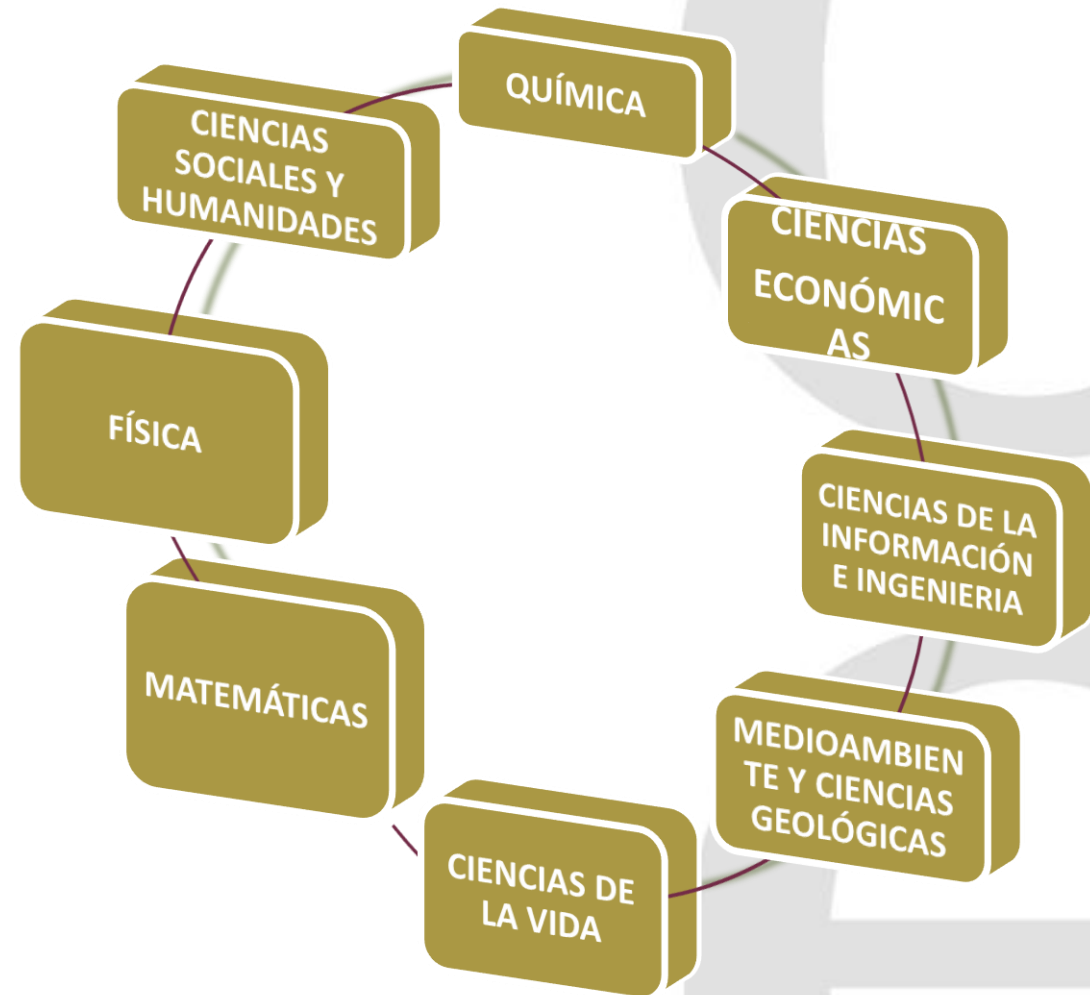 QUÍMICA
CIENCIAS
ECONÓMIC
AS
CIENCIAS DE LA
INFORMACIÓN
E INGENIERIA
MEDIOAMBIEN
TE Y CIENCIAS
GEOLÓGICAS
CIENCIAS DE
LA VIDA
MATEMÁTICAS
FÍSICA
CIENCIAS
SOCIALES Y
HUMANIDADES